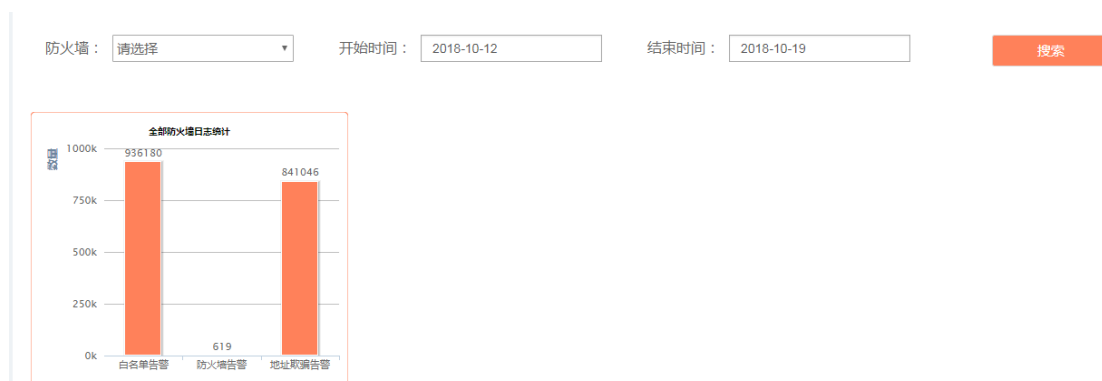 防火墙： 请选择 开始时间： 2018-10-12 结束时间： 2018-10-19 搜索
全部防火墙日志统计
数目
1000k
750k
500k
250k
0k
936180
619
841046
白名单告警 防火墙告警 地址欺骗告警